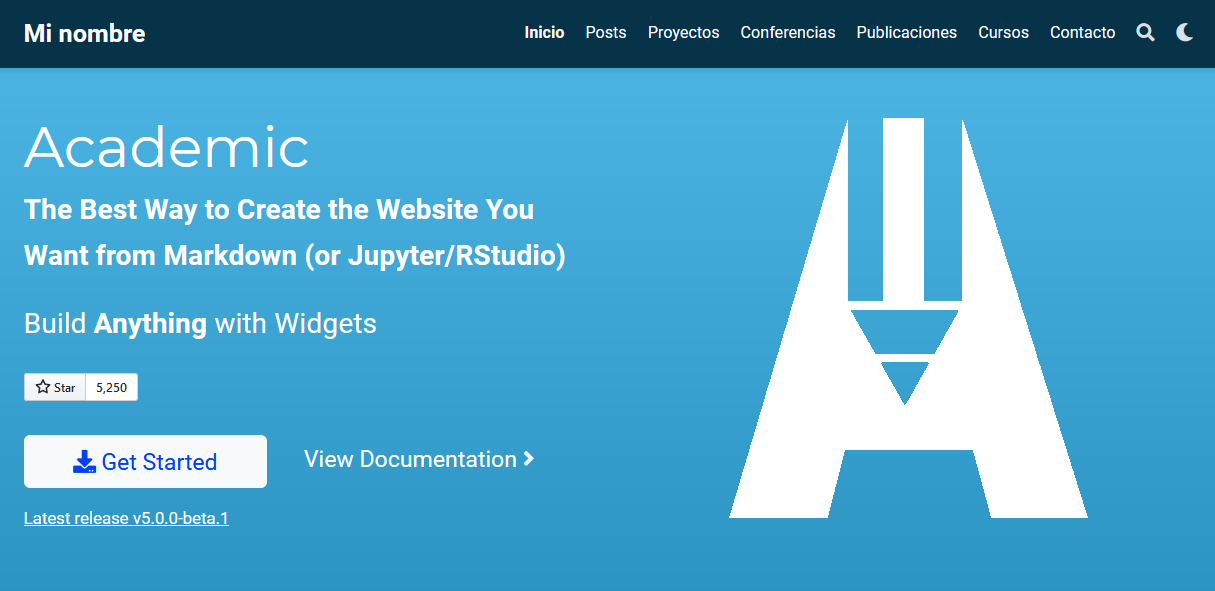 Mi nombre
Inicio Posts Proyectos Conferencias Publicaciones Cursos Contacto
Academic
The Best Way to Create the Website You
Want from Markdown (or Jupyter/RStudio)
Build Anything with Widgets
Star 5,250
Get Started
View Documentation
Latest release v5.0.0-beta.1